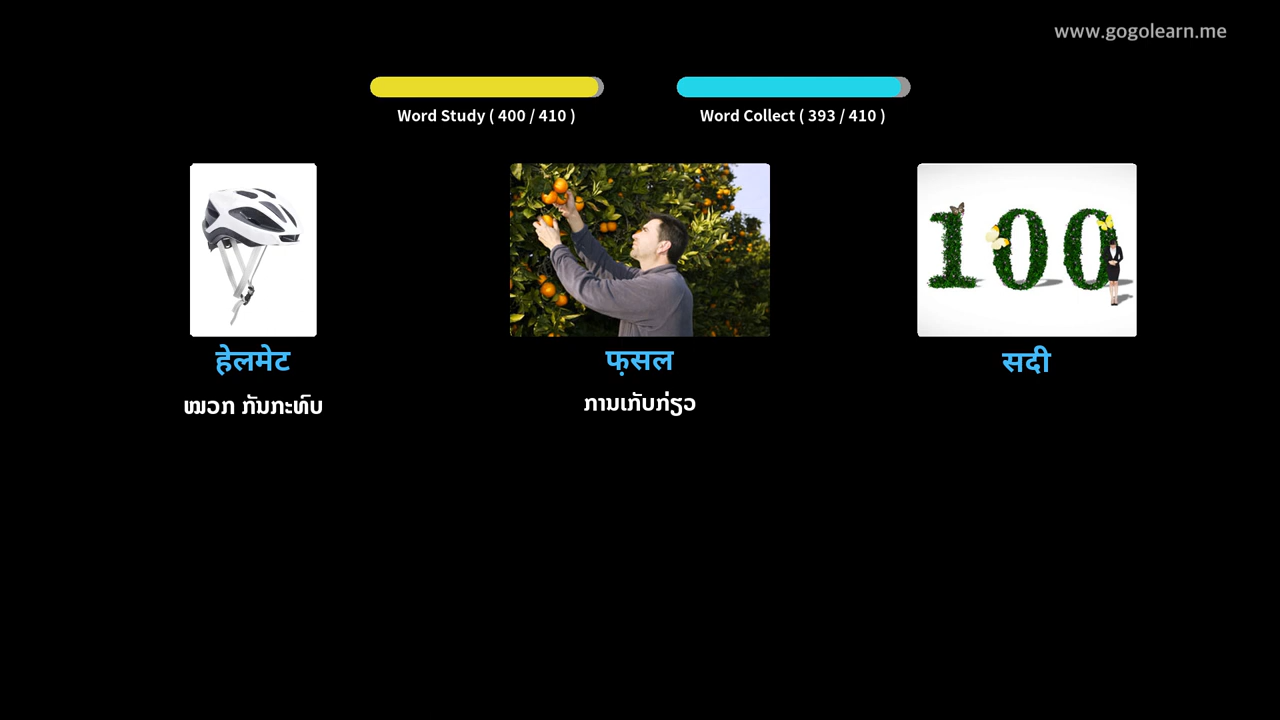 www.gogolearn.me
Word Study ( 400 / 410 )
Word Collect ( 393 / 410 )
100
हेलमेट
फ़सल
सदी
ໝວກ ກັນກະທົບ
ການເກັບກ່ຽວ